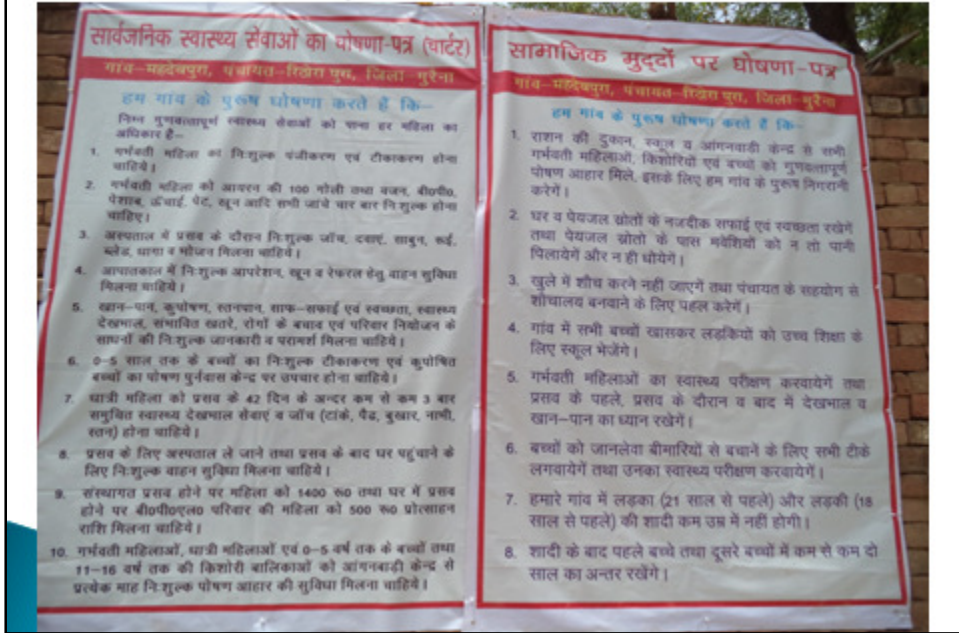 सार्वजनिक स्वास्थ्य सेवाओं का घोषणा-पत्र (चार्टर)
गांव-महदेबपुरा, पंचायत-रिठोरा पुरा, जिला-मुरैना
हम गांव के पुरूष घोषणा करते हैं कि–
निम्न गुणवत्तापूर्ण स्वास्थ्य सेवाओं को पाना हर महिला का
अधिकार है–
1. गर्भवती महिला का निःशुल्क पंजीकरण एवं टीकाकरण होना
चाहिये।
2. गर्भवती महिला को आयरन की 100 गोली तथा वजन, बी०पी०,
पेशाब, ऊँचाई, पेट, खून आदि सभी जांचे चार बार निःशुल्क होना
चाहिए।
3. अस्पताल में प्रसव के दौरान निःशुल्क जाँच, दवाएं, साबुन, रूई,
ब्लेड, धागा व भोजन मिलना चाहिये।
4. आपातकाल में निःशुल्क आपरेशन, खून व रेफरल हेतु वाहन सुविधा
मिलना चाहिये।
5. खान-पान, कुपोषण, स्तनपान, साफ-सफाई एवं स्वच्छता, स्वास्थ्य
देखभाल, संभावित खतरे, रोगों के बचाव एवं परिवार नियोजन के
साधनों की निःशुल्क जानकारी व परामर्श मिलना चाहिये।
6. 0-5 साल तक के बच्चों का निःशुल्क टीकाकरण एवं कुपोषित
बच्चों का पोषण पुर्नवास केन्द्र पर उपचार होना चाहिये।
7. धात्री महिला को प्रसव के 42 दिन के अन्दर कम से कम 3 बार
समुचित स्वास्थ्य देखभाल सेवाएं व जाँच (टांके, पैड, बुखार, नाभी,
स्तन) होना चाहिये।
8. प्रसव के लिए अस्पताल ले जाने तथा प्रसव के बाद घर पहुंचाने के
लिए निःशुल्क वाहन सुविधा मिलना चाहिये।
9. संस्थागत प्रसव होने पर महिला को 1400 रू0 तथा घर में प्रसव
होने पर बी०पी०एल० परिवार की महिला को 500 रू0 प्रोत्साहन
राशि मिलना चाहिये।
10. गर्भवती महिलाओं, धात्री महिलाओं एवं 0-5 वर्ष तक के बच्चों तथा
11-16 वर्ष तक की किशोरी बालिकाओं को आंगनबाड़ी केन्द्र से
प्रत्येक माह निःशुल्क पोषण आहार की सुविधा मिलना चाहिये।
सामाजिक मुद्दों पर घोषणा-पत्र
गांव-महदेबपुरा, पंचायत-रिठोरा पुरा, जिला-मुरैना
हम गांव के पुरूष घोषणा करते हैं कि–
1. राशन की दुकान, स्कूल व आंगनवाडी केन्द्र से सभी
गर्भवती महिलाओं, किशोरियों एवं बच्चों को गुणवत्तापूर्ण
पोषण आहार मिले, इसके लिए हम गांव के पुरूष निगरानी
करेगें।
2. घर व पेयजल स्रोतों के नजदीक सफाई एवं स्वच्छता रखेगें
तथा पेयजल स्रोतो के पास मवेशियों को न तो पानी
पिलायेगें और न ही धोयेगें।
3. खुले में शौच करने नहीं जाएगें तथा पंचायत के सहयोग से
शौचालय बनवाने के लिए पहल करेगें।
4. गांव में सभी बच्चों खासकर लडकियों को उच्च शिक्षा के
लिए स्कूल भेजेंगे।
5. गर्भवती महिलाओं का स्वास्थ्य परीक्षण करवायेगें तथा
प्रसव के पहले, प्रसव के दौरान व बाद में देखभाल व
खान-पान का ध्यान रखेगें।
6. बच्चों को जानलेवा बीमारियों से बचाने के लिए सभी टीके
लगवायेगें तथा उनका स्वास्थ्य परीक्षण करवायेगें।
7. हमारे गांव में लड़का (21 साल से पहले) और लड़की (18
साल से पहले) की शादी कम उम्र में नहीं होगी।
8. शादी के बाद पहले बच्चे तथा दूसरे बच्चों में कम से कम दो
साल का अन्तर रखेंगे।